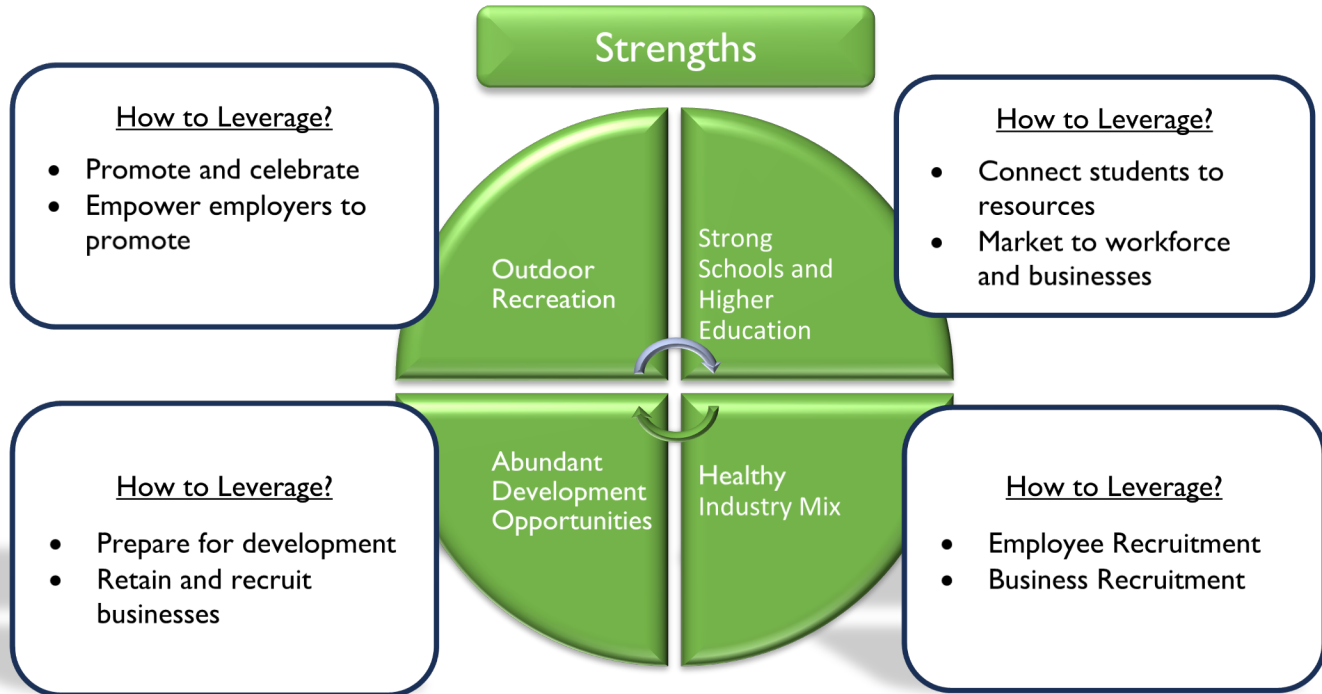 Strengths
How to Leverage?
• Promote and celebrate
• Empower employers to
promote
Outdoor
Recreation
Strong
Schools and
Higher
Education
How to Leverage?
• Connect students to
resources
• Market to workforce
and businesses
How to Leverage?
• Prepare for development
• Retain and recruit
businesses
Abundant
Development
Opportunities
Healthy
Industry Mix
How to Leverage?
• Employee Recruitment
• Business Recruitment